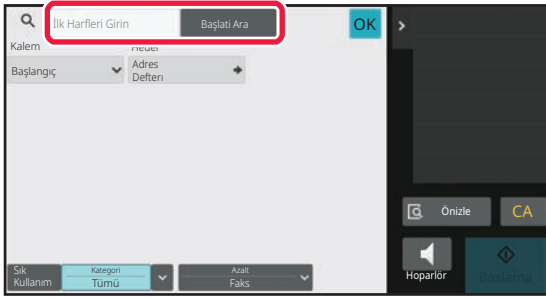 İlk Harfleri Girin
Başlati Ara
OK
Kalem
Hedef
Başlangıç
Adres
Defteri
Önizle
CA
Hoparlör
Başlama
Sık
Kullanım
Kategori
Tümü
Azalt
Faks